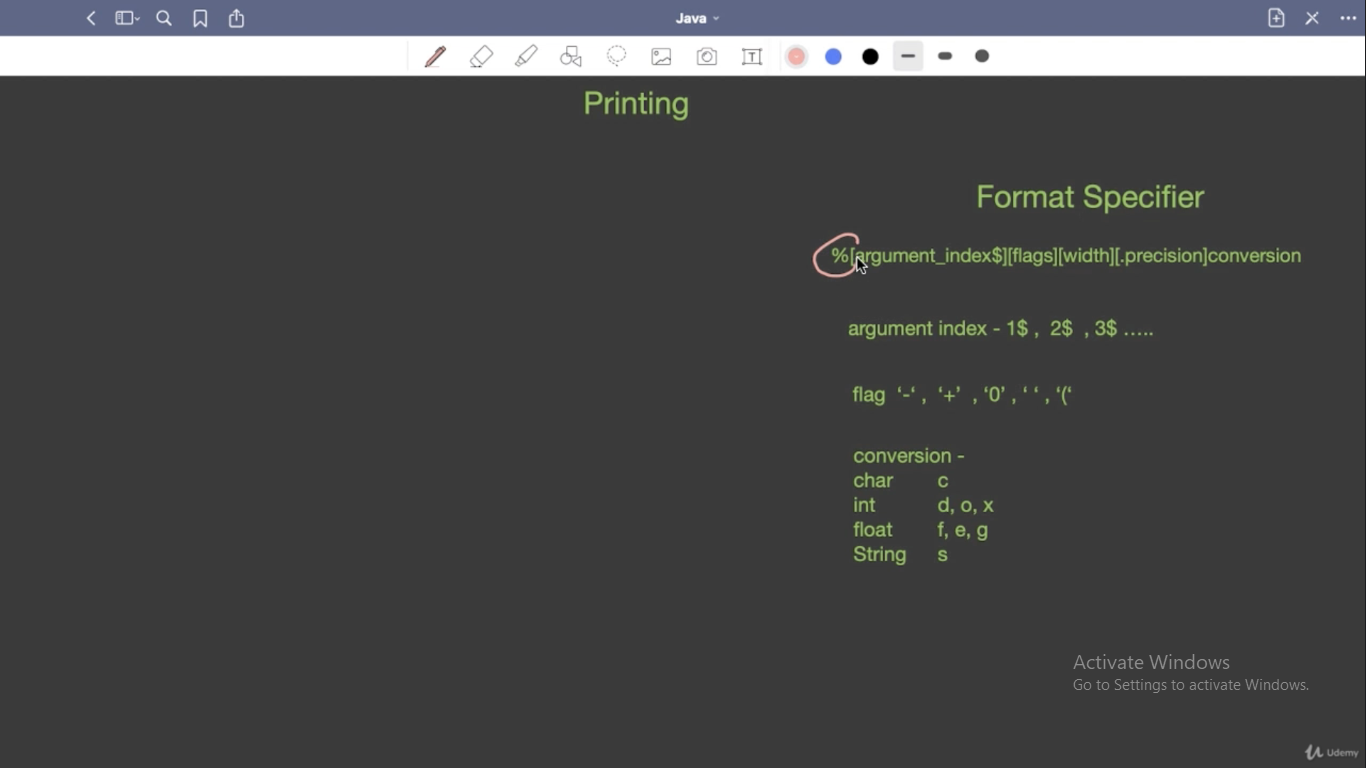 Java
Printing
Format Specifier
%[argument_index$][flags][width][.precision]conversion
argument index - 1$ , 2$ , 3$ .....
flag ‘-‘ , ‘+’ , ‘0’ , ‘ ‘ , ‘(‘
conversion -
char c
int d, o, x
float f, e, g
String s
Activate Windows
Go to Settings to activate Windows.
Udemy